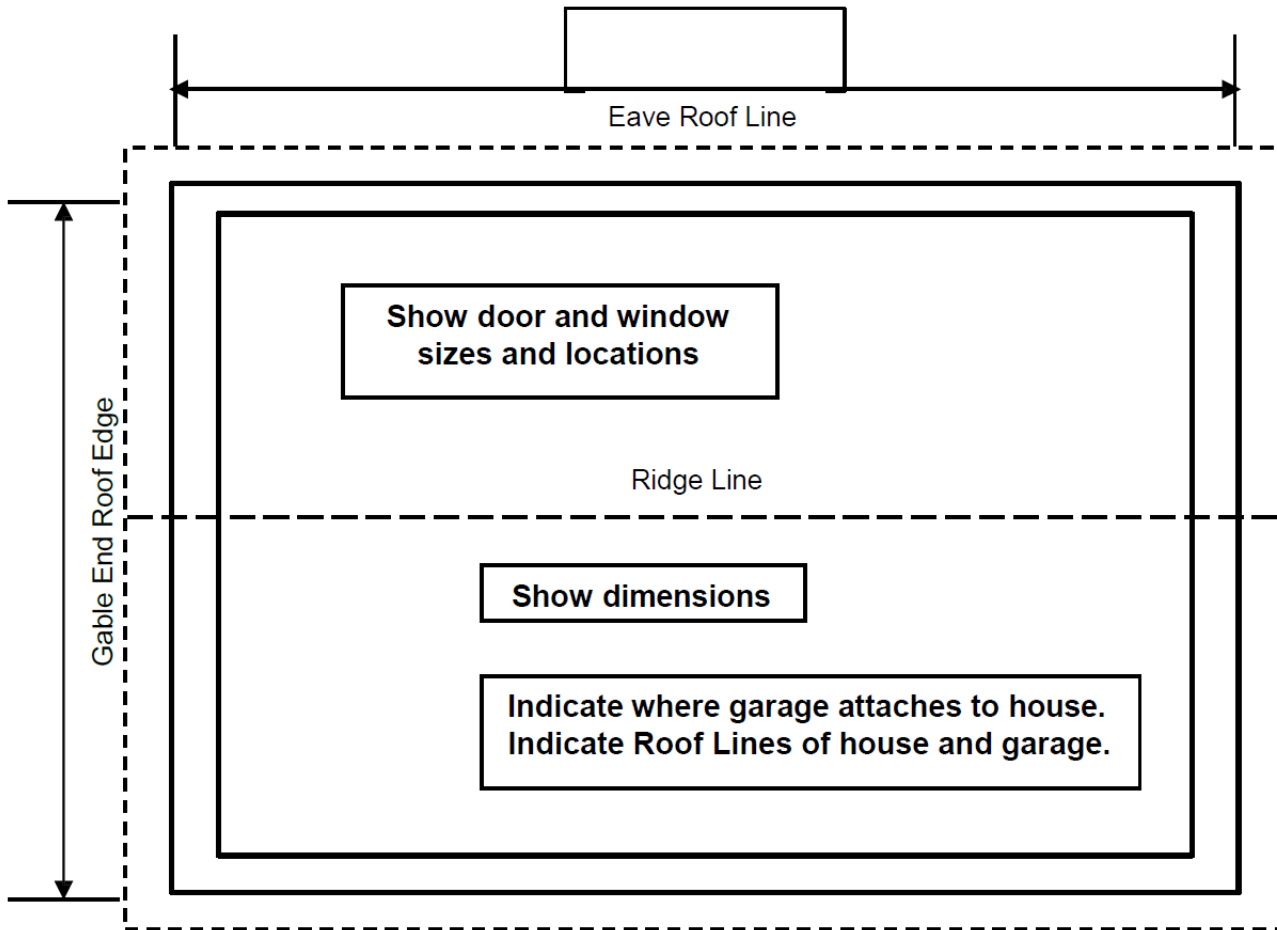 Eave Roof Line
Show door and window
sizes and locations
Gable End Roof Edge
Ridge Line
Show dimensions
Indicate where garage attaches to house.
Indicate Roof Lines of house and garage.